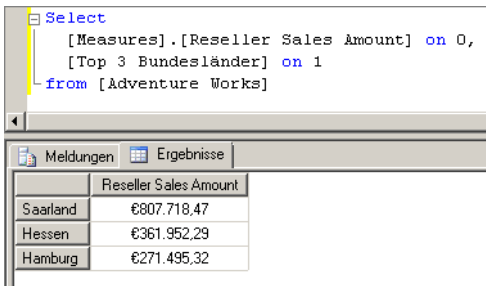 Select
[Measures].[Reseller Sales Amount] on 0,
[Top 3 Bundesländer] on 1
from [Adventure Works]
Meldungen Ergebnisse
Reseller Sales Amount
Saarland €807.718,47
Hessen €361.952,29
Hamburg €271.495,32